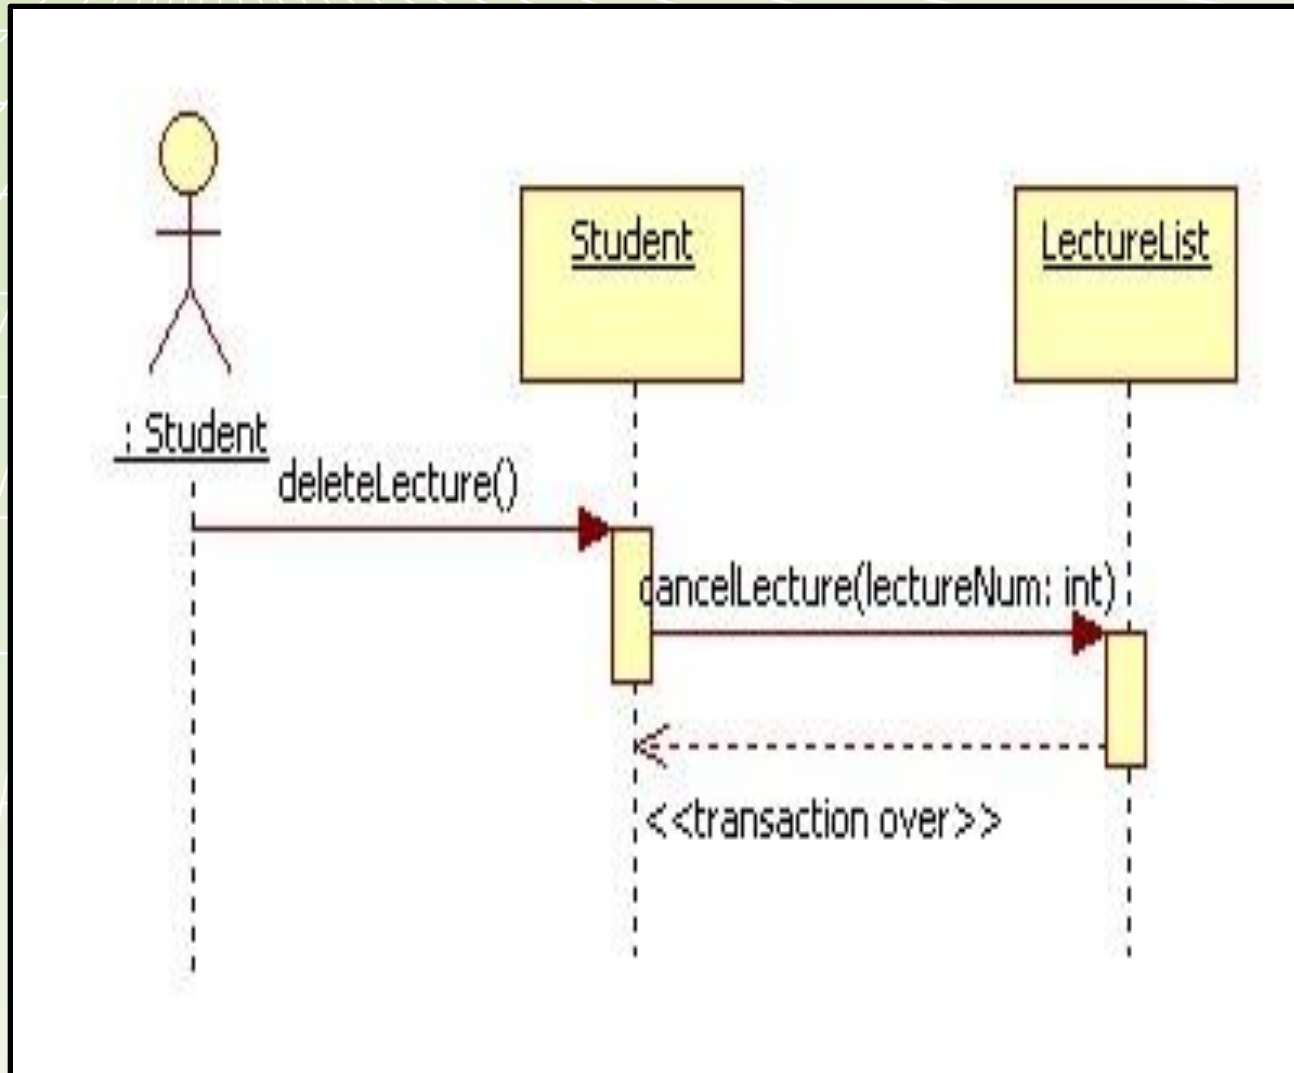 Student
LectureList
: Student
deleteLecture()
cancelLecture(lectureNum: int)
<<transaction over>>